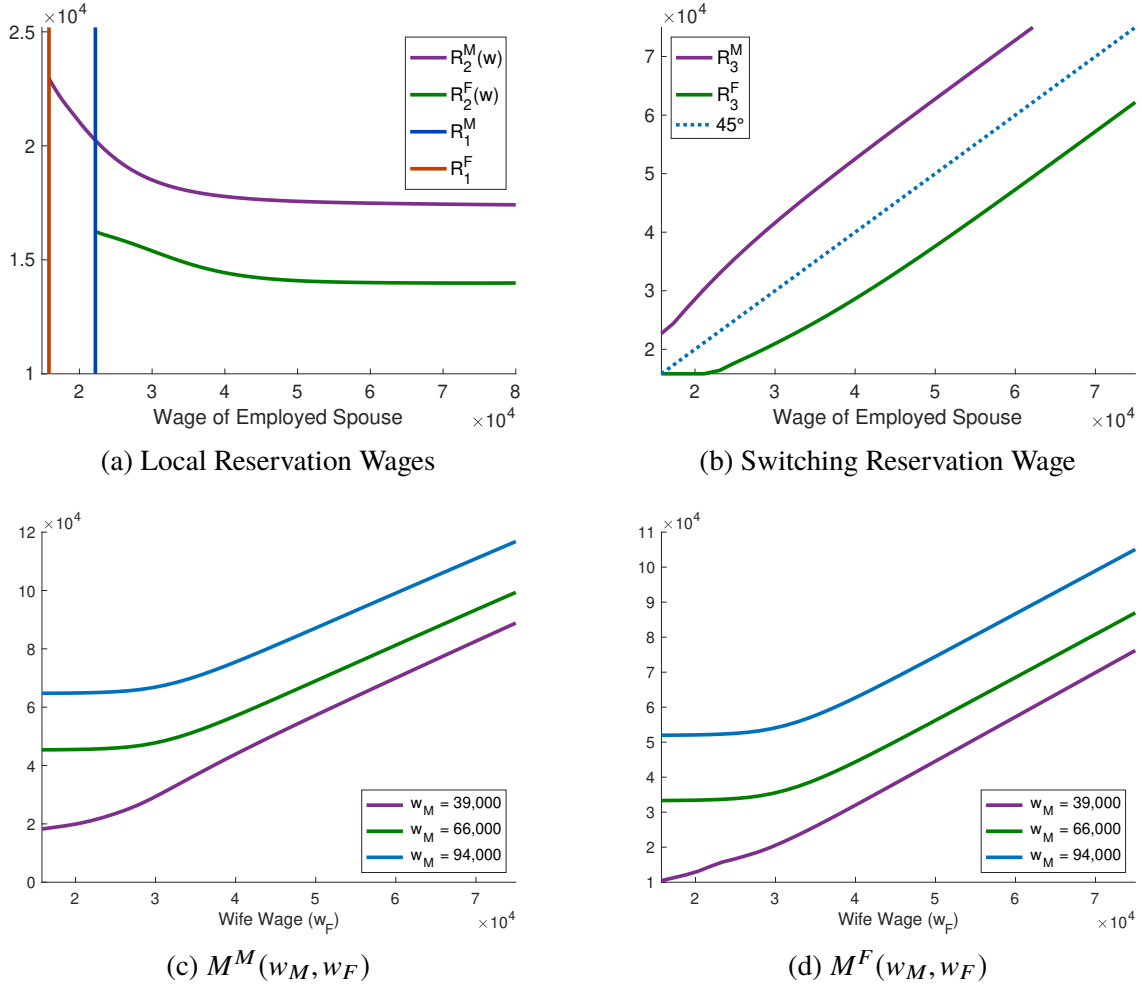 ×10⁴
2.5
2
1.5
1
R₂ᴹ(w)
R₂ꟳ(w)
R₁ᴹ
R₁ꟳ
2 3 4 5 6 7 8
Wage of Employed Spouse
×10⁴
(a) Local Reservation Wages
×10⁴
7
6
5
4
3
2
R₃ᴹ
R₃ꟳ
45°
2 3 4 5 6 7
Wage of Employed Spouse
×10⁴
(b) Switching Reservation Wage
×10⁴
12
10
8
6
4
2
0
w_M = 39,000
w_M = 66,000
w_M = 94,000
2 3 4 5 6 7
Wife Wage (w_F)
×10⁴
(c) Mᴹ(w_M, w_F)
×10⁴
11
10
9
8
7
6
5
4
3
2
1
w_M = 39,000
w_M = 66,000
w_M = 94,000
2 3 4 5 6 7
Wife Wage (w_F)
×10⁴
(d) Mꟳ(w_M, w_F)